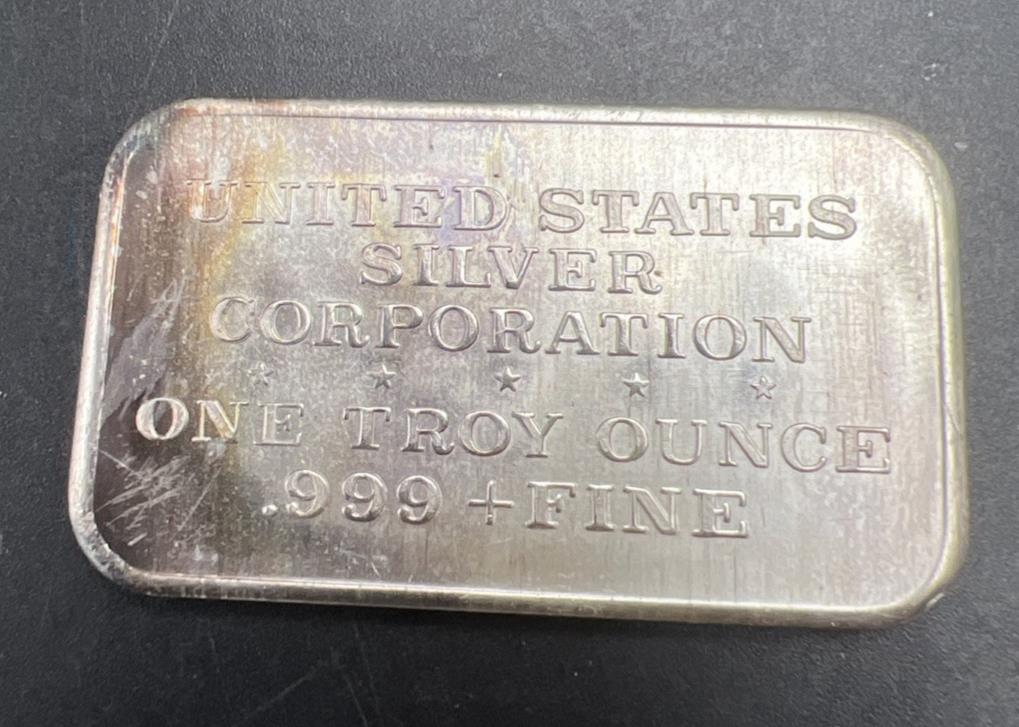 UNITED STATES
SILVER
CORPORATION
ONE TROY OUNCE
.999+FINE